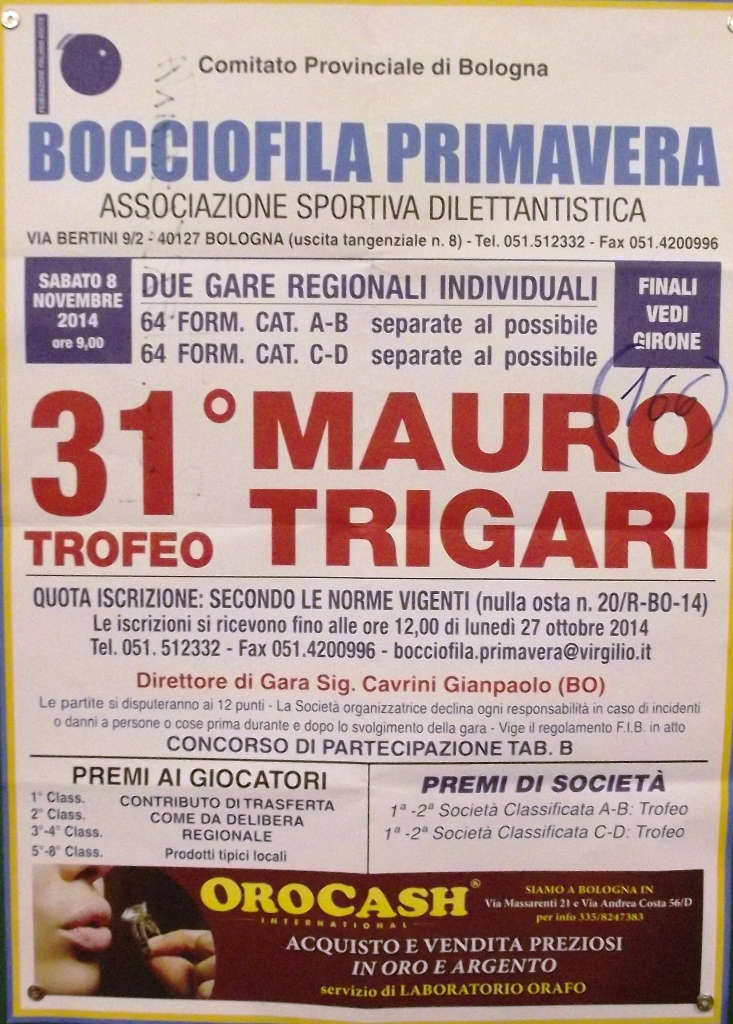 FEDERAZIONE ITALIANA BOCCE
Comitato Provinciale di Bologna
BOCCIOFILA PRIMAVERA
ASSOCIAZIONE SPORTIVA DILETTANTISTICA
VIA BERTINI 9/2 - 40127 BOLOGNA (uscita tangenziale n. 8) - Tel. 051.512332 - Fax 051.4200996
SABATO 8
NOVEMBRE
2014
ore 9,00
DUE GARE REGIONALI INDIVIDUALI
64 FORM. CAT. A-B separate al possibile
64 FORM. CAT. C-D separate al possibile
FINALI
VEDI
GIRONE
166
31° MAURO
TROFEO TRIGARI
QUOTA ISCRIZIONE: SECONDO LE NORME VIGENTI (nulla osta n. 20/R-BO-14)
Le iscrizioni si ricevono fino alle ore 12,00 di lunedì 27 ottobre 2014
Tel. 051. 512332 - Fax 051.4200996 - bocciofila.primavera@virgilio.it
Direttore di Gara Sig. Cavrini Gianpaolo (BO)
Le partite si disputeranno ai 12 punti - La Società organizzatrice declina ogni responsabilità in caso di incidenti
o danni a persone o cose prima durante e dopo lo svolgimento della gara - Vige il regolamento F.I.B. in atto
CONCORSO DI PARTECIPAZIONE TAB. B
PREMI AI GIOCATORI
1° Class. CONTRIBUTO DI TRASFERTA
2° Class. COME DA DELIBERA
3°-4° Class. REGIONALE
5°-8° Class. Prodotti tipici locali
PREMI DI SOCIETÀ
1ª -2ª Società Classificata A-B: Trofeo
1ª -2ª Società Classificata C-D: Trofeo
OROCASH®
INTERNATIONAL
SIAMO A BOLOGNA IN
Via Massarenti 21 e Via Andrea Costa 56/D
per info 335/8247383
ACQUISTO E VENDITA PREZIOSI
IN ORO E ARGENTO
servizio di LABORATORIO ORAFO